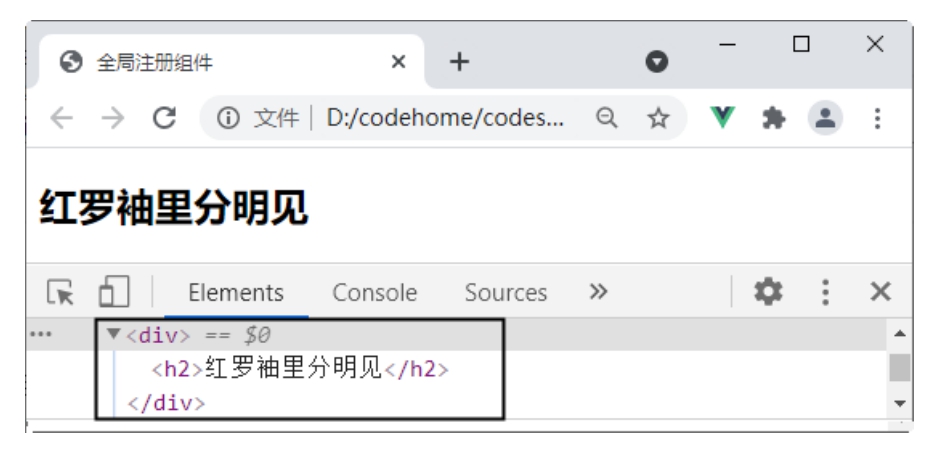 全局注册组件
文件 D:/codehome/codes...
红罗袖里分明见
Elements Console Sources
<div> == $0
<h2>红罗袖里分明见</h2>
</div>